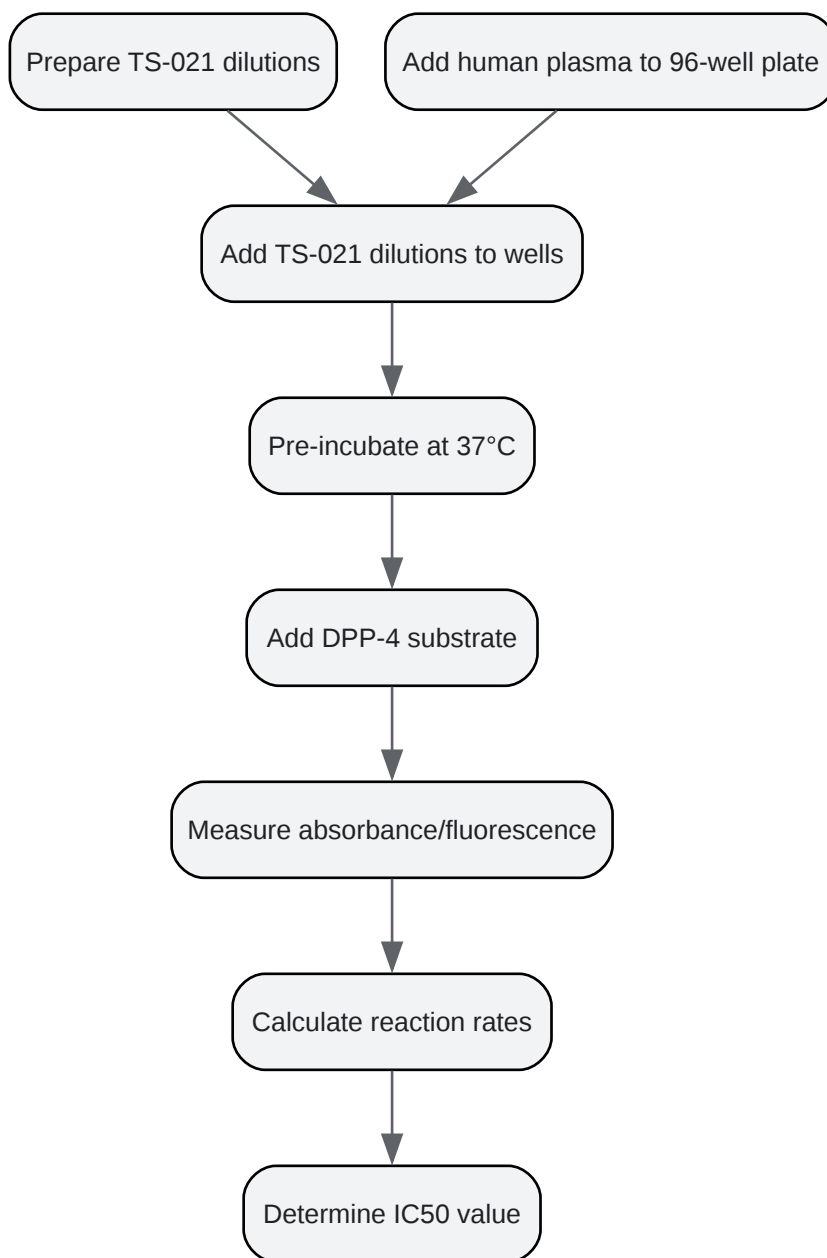 Prepare TS-021 dilutions
Add human plasma to 96-well plate
Add TS-021 dilutions to wells
Pre-incubate at 37°C
Add DPP-4 substrate
Measure absorbance/fluorescence
Calculate reaction rates
Determine IC50 value